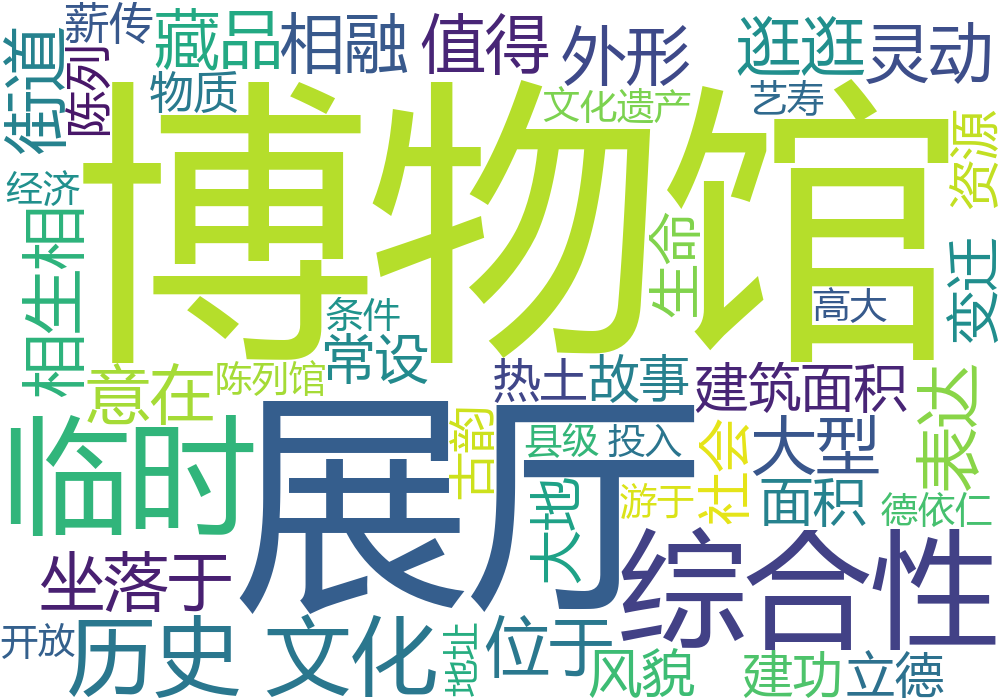 薪传
藏品
相融
值得
外形
逛逛
灵动
街道
陈列
物质
文化遗产
艺寿
博物馆
资源
经济
相生相
生命
变迁
高大
条件
常设
陈列馆
意在
热土
故事
建筑面积
表达
临时
展厅
古韵
县级
投入
社会
大型
大地
游于
面积
德依仁
坐落于
综合性
开放
历史
文化
地址
位于
风貌
建功
立德